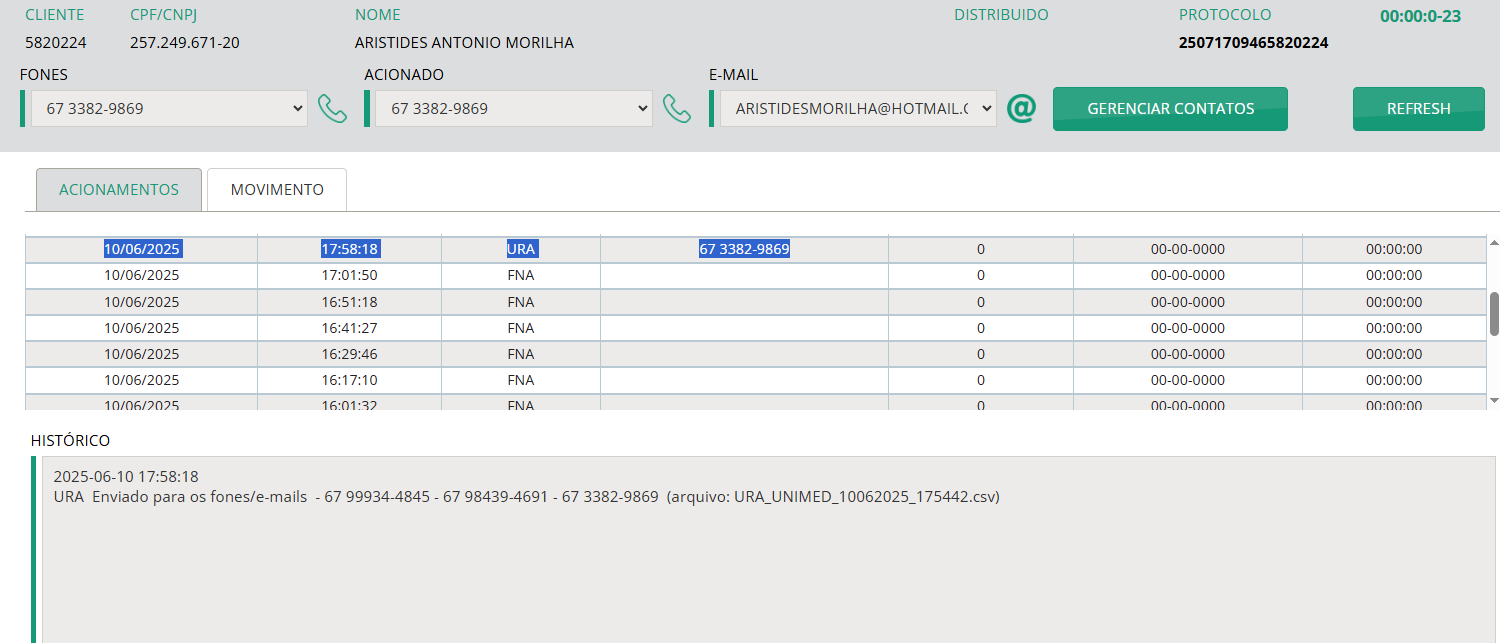 CLIENTE CPF/CNPJ NOME DISTRIBUIDO PROTOCOLO 00:00:0-23
5820224 257.249.671-20 ARISTIDES ANTONIO MORILHA 25071709465820224
FONES ACIONADO E-MAIL
67 3382-9869 67 3382-9869 ARISTIDESMORILHA@HOTMAIL.C @ GERENCIAR CONTATOS REFRESH
ACIONAMENTOS MOVIMENTO
10/06/2025 17:58:18 URA 67 3382-9869 0 00-00-0000 00:00:00
10/06/2025 17:01:50 FNA 0 00-00-0000 00:00:00
10/06/2025 16:51:18 FNA 0 00-00-0000 00:00:00
10/06/2025 16:41:27 FNA 0 00-00-0000 00:00:00
10/06/2025 16:29:46 FNA 0 00-00-0000 00:00:00
10/06/2025 16:17:10 FNA 0 00-00-0000 00:00:00
10/06/2025 16:01:32 FNA 0 00-00-0000 00:00:00
HISTÓRICO
2025-06-10 17:58:18
URA Enviado para os fones/e-mails - 67 99934-4845 - 67 98439-4691 - 67 3382-9869 (arquivo: URA_UNIMED_10062025_175442.csv)